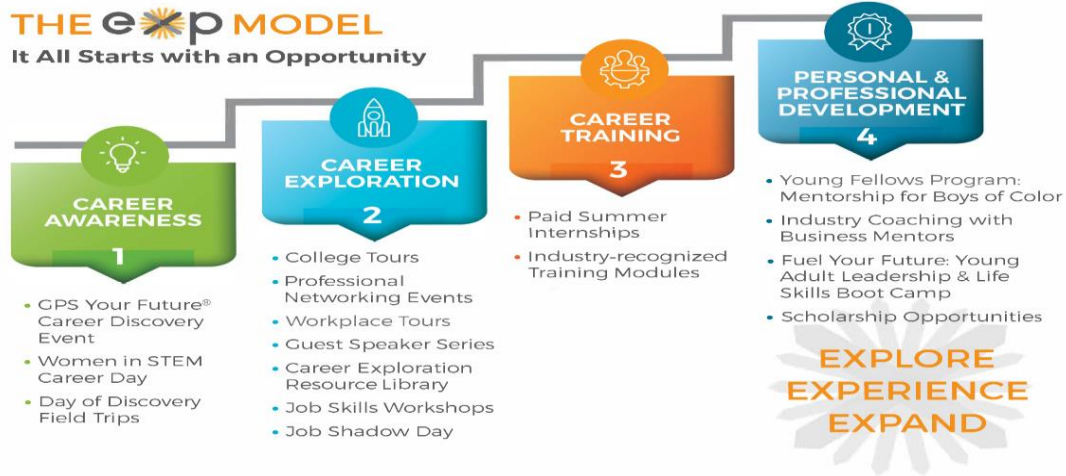 THE exp MODEL
It All Starts with an Opportunity
CAREER
AWARENESS
1
• GPS Your Future®
Career Discovery
Event
• Women in STEM
Career Day
• Day of Discovery
Field Trips
CAREER
EXPLORATION
2
• College Tours
• Professional
Networking Events
• Workplace Tours
• Guest Speaker Series
• Career Exploration
Resource Library
• Job Skills Workshops
• Job Shadow Day
CAREER
TRAINING
3
• Paid Summer
Internships
• Industry-recognized
Training Modules
PERSONAL &
PROFESSIONAL
DEVELOPMENT
4
• Young Fellows Program:
Mentorship for Boys of Color
• Industry Coaching with
Business Mentors
• Fuel Your Future: Young
Adult Leadership & Life
Skills Boot Camp
• Scholarship Opportunities
EXPLORE
EXPERIENCE
EXPAND